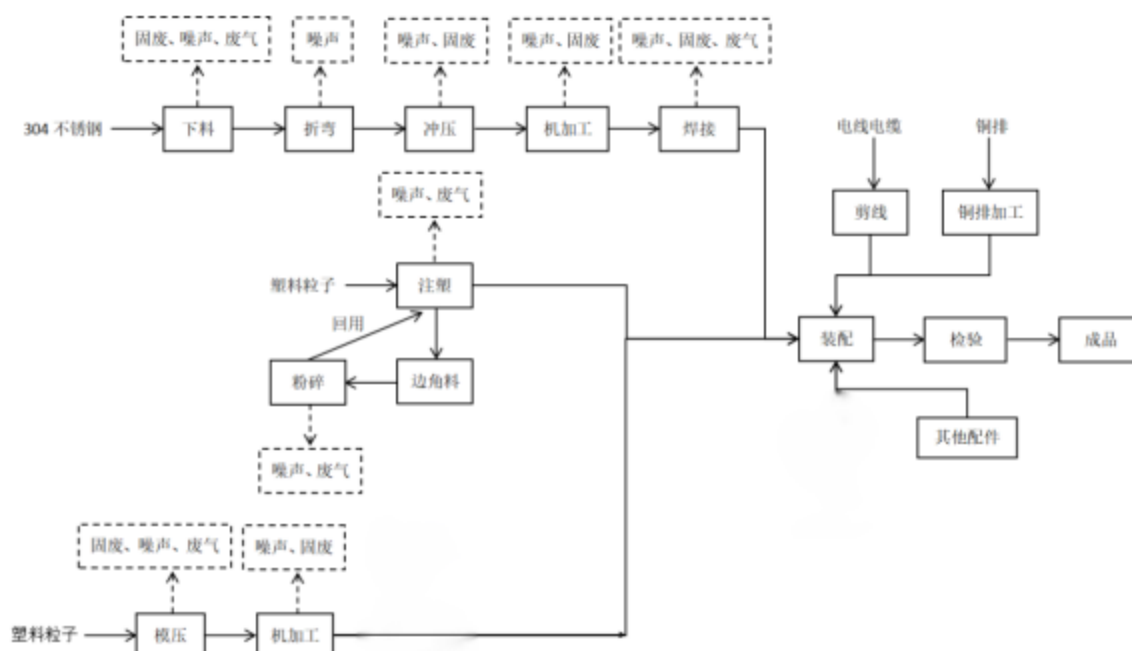 固废、噪声、废气
噪声
噪声、固废
噪声、固废
噪声、固废、废气
304 不锈钢
下料
折弯
冲压
机加工
焊接
电线电缆
铜排
噪声、废气
剪线
铜排加工
塑料粒子
注塑
回用
装配
检验
成品
粉碎
边角料
其他配件
噪声、废气
固废、噪声、废气
噪声、固废
塑料粒子
模压
机加工